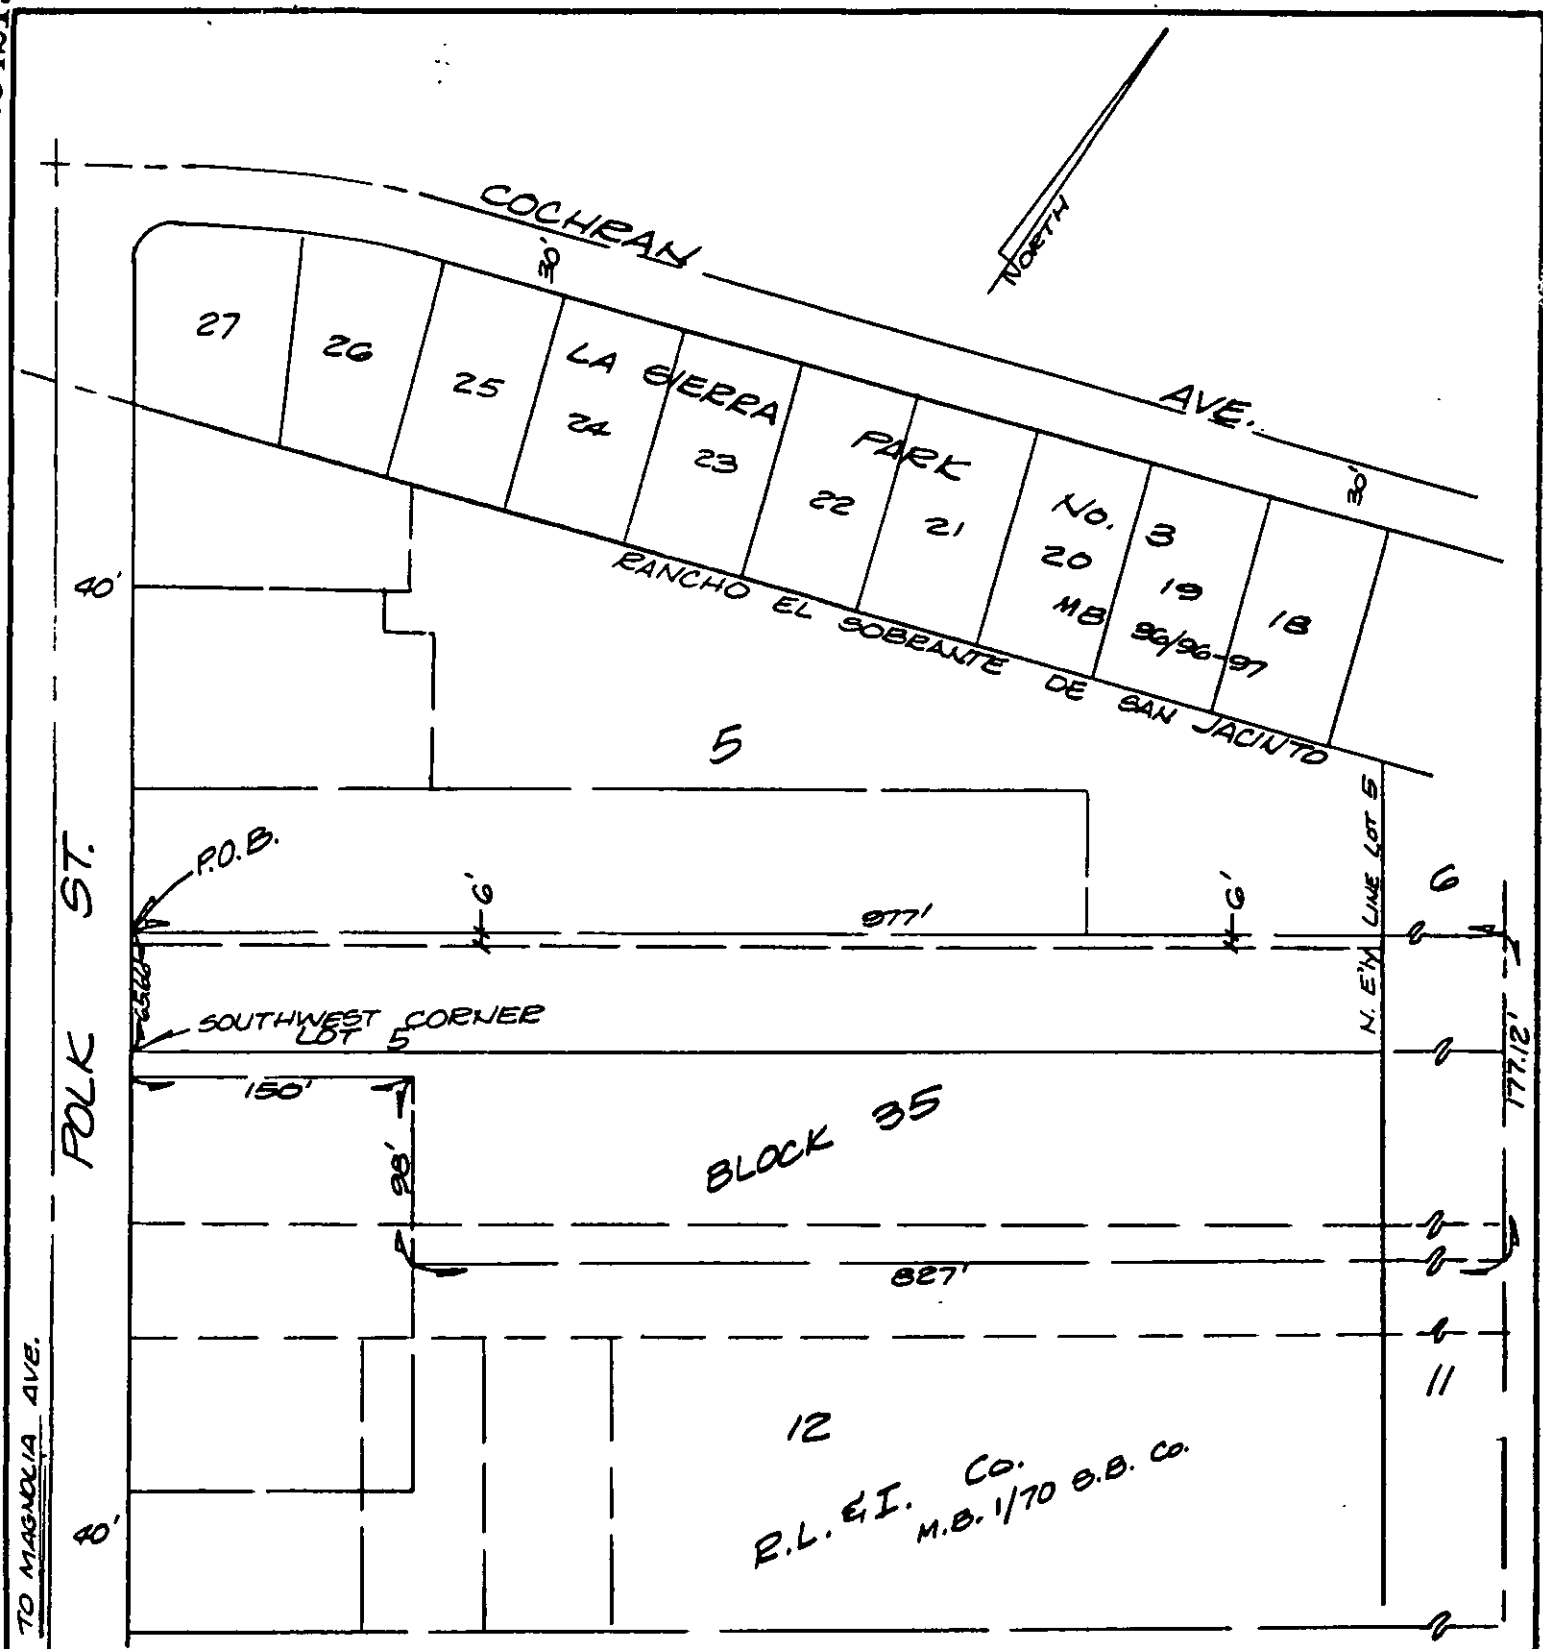 COCHRAN AVE.
30'
30'
NORTH
27
26
25
24
23
22
21
20
19
18
LA SIERRA PARK No. 3
MB 36/96-97
RANCHO EL SOBRANTE DE SAN JACINTO
40'
5
POLK ST.
P.O.B.
6'
977'
6'
6
N. E'ly LINE LOT 5
SOUTHWEST CORNER
LOT 5
150'
98'
BLOCK 35
177.12'
827'
11
12
R.L. & I. Co.
M.B. 1/70 S.B. Co.
TO MAGNOLIA AVE.
40'